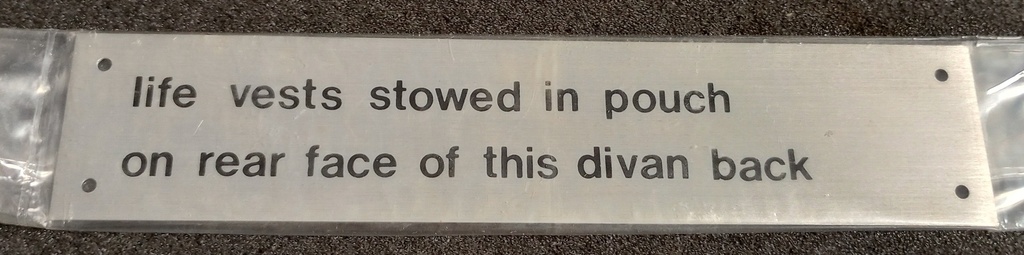 life vests stowed in pouch
on rear face of this divan back